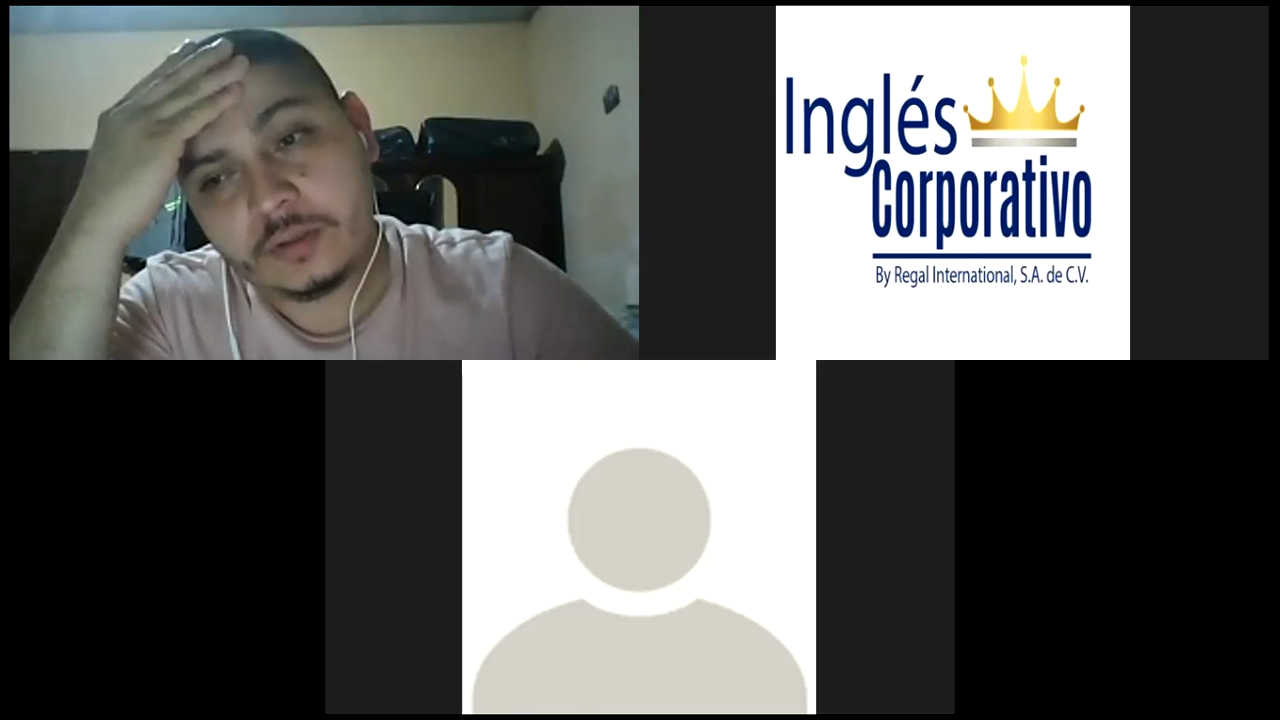 Inglés
Corporativo
By Regal International, S.A. de C.V.